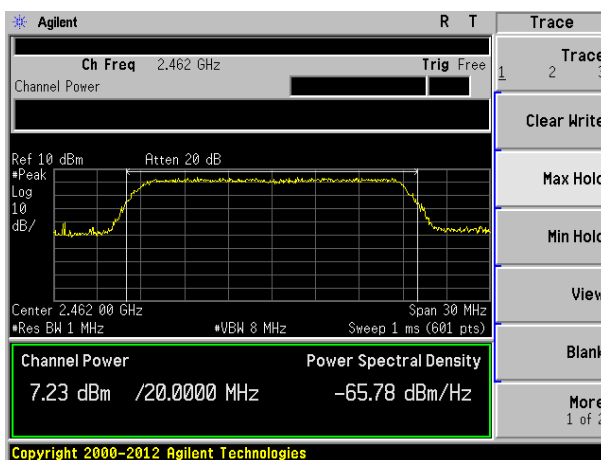 Agilent R T Trace
Ch Freq 2.462 GHz Trig Free
Channel Power
Trace
1 2 3
Clear Write
Max Hold
Min Hold
View
Blank
More
1 of 2
Ref 10 dBm Atten 20 dB
#Peak
Log
10
dB/
Center 2.462 00 GHz Span 30 MHz
#Res BW 1 MHz #VBW 8 MHz Sweep 1 ms (601 pts)
Channel Power Power Spectral Density
7.23 dBm /20.0000 MHz -65.78 dBm/Hz
Copyright 2000-2012 Agilent Technologies